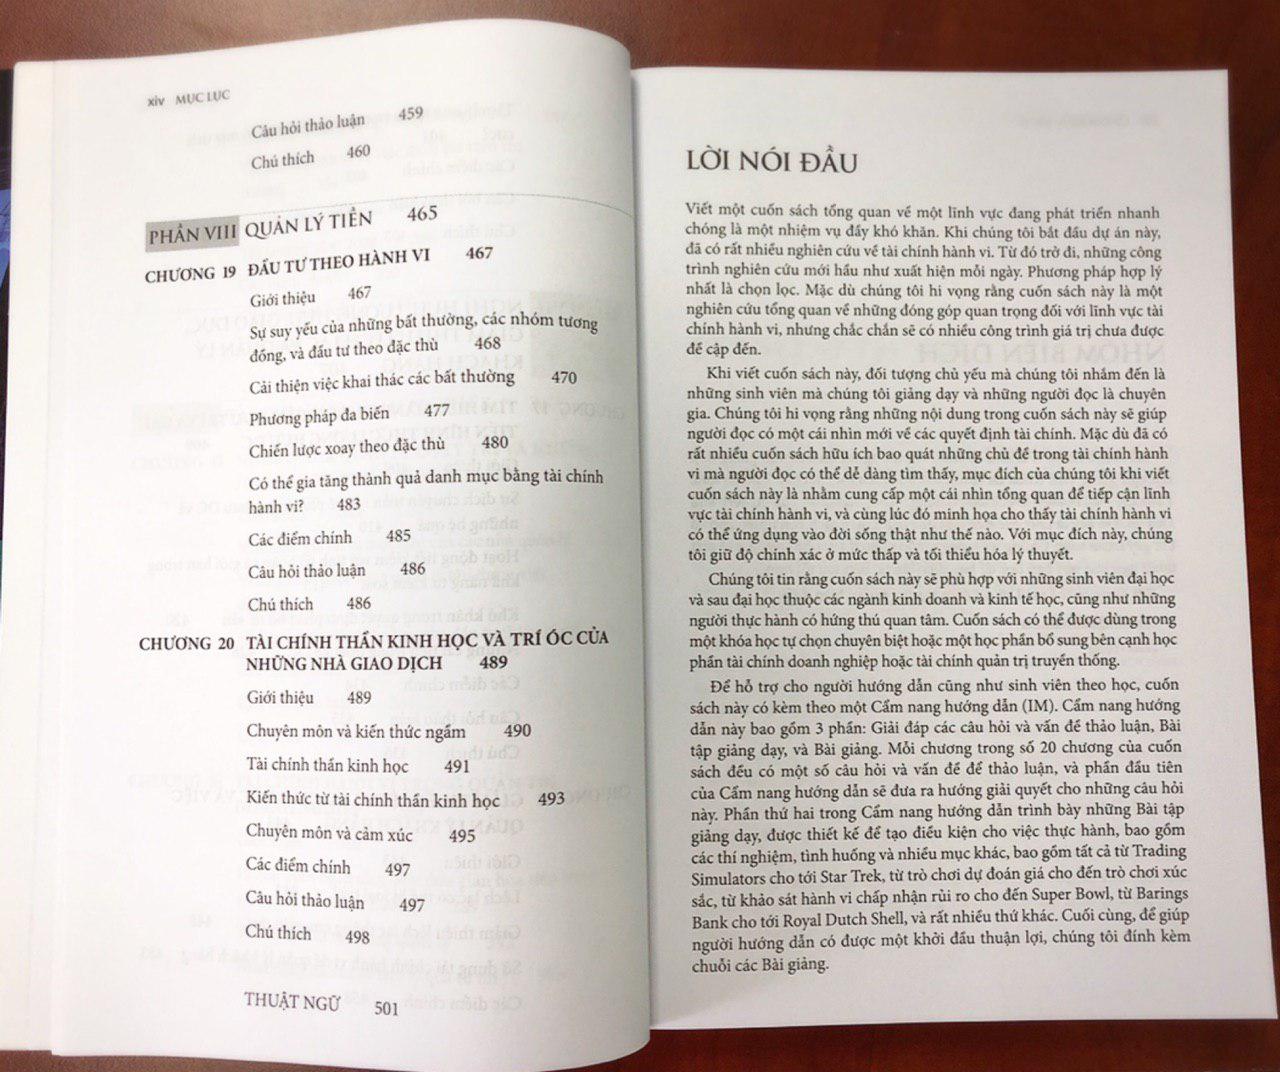 xiv MỤC LỤC
Câu hỏi thảo luận 459
Chú thích 460
PHẦN VIII QUẢN LÝ TIỀN 465
CHƯƠNG 19 ĐẦU TƯ THEO HÀNH VI 467
Giới thiệu 467
Sự suy yếu của những bất thường, các nhóm tương
đồng, và đầu tư theo đặc thù 468
Cải thiện việc khai thác các bất thường 470
Phương pháp đa biến 477
Chiến lược xoay theo đặc thù 480
Có thể gia tăng thành quả danh mục bằng tài chính
hành vi? 483
Các điểm chính 485
Câu hỏi thảo luận 486
Chú thích 486
CHƯƠNG 20 TÀI CHÍNH THẦN KINH HỌC VÀ TRÍ ÓC CỦA
NHỮNG NHÀ GIAO DỊCH 489
Giới thiệu 489
Chuyên môn và kiến thức ngầm 490
Tài chính thần kinh học 491
Kiến thức từ tài chính thần kinh học 493
Chuyên môn và cảm xúc 495
Các điểm chính 497
Câu hỏi thảo luận 497
Chú thích 498
THUẬT NGỮ 501
LỜI NÓI ĐẦU
Viết một cuốn sách tổng quan về một lĩnh vực đang phát triển nhanh
chóng là một nhiệm vụ đầy khó khăn. Khi chúng tôi bắt đầu dự án này,
đã có rất nhiều nghiên cứu về tài chính hành vi. Từ đó trở đi, những công
trình nghiên cứu mới hầu như xuất hiện mỗi ngày. Phương pháp hợp lý
nhất là chọn lọc. Mặc dù chúng tôi hi vọng rằng cuốn sách này là một
nghiên cứu tổng quan về những đóng góp quan trọng đối với lĩnh vực tài
chính hành vi, nhưng chắc chắn sẽ có nhiều công trình giá trị chưa được
đề cập đến.
Khi viết cuốn sách này, đối tượng chủ yếu mà chúng tôi nhắm đến là
những sinh viên mà chúng tôi giảng dạy và những người đọc là chuyên
gia. Chúng tôi hi vọng rằng những nội dung trong cuốn sách này sẽ giúp
người đọc có một cái nhìn mới về các quyết định tài chính. Mặc dù đã có
rất nhiều cuốn sách hữu ích bao quát những chủ đề trong tài chính hành
vi mà người đọc có thể dễ dàng tìm thấy, mục đích của chúng tôi khi viết
cuốn sách này là nhằm cung cấp một cái nhìn tổng quan để tiếp cận lĩnh
vực tài chính hành vi, và cùng lúc đó minh họa cho thấy tài chính hành vi
có thể ứng dụng vào đời sống thật như thế nào. Với mục đích này, chúng
tôi giữ độ chính xác ở mức thấp và tối thiểu hóa lý thuyết.
Chúng tôi tin rằng cuốn sách này sẽ phù hợp với những sinh viên đại học
và sau đại học thuộc các ngành kinh doanh và kinh tế học, cũng như những
người thực hành có hứng thú quan tâm. Cuốn sách có thể được dùng trong
một khóa học tự chọn chuyên biệt hoặc một học phần bổ sung bên cạnh học
phần tài chính doanh nghiệp hoặc tài chính quản trị truyền thống.
Để hỗ trợ cho người hướng dẫn cũng như sinh viên theo học, cuốn
sách này có kèm theo một Cẩm nang hướng dẫn (IM). Cẩm nang hướng
dẫn này bao gồm 3 phần: Giải đáp các câu hỏi và vấn đề thảo luận, Bài
tập giảng dạy, và Bài giảng. Mỗi chương trong số 20 chương của cuốn
sách đều có một số câu hỏi và vấn đề để thảo luận, và phần đầu tiên
của Cẩm nang hướng dẫn sẽ đưa ra hướng giải quyết cho những câu hỏi
này. Phần thứ hai trong Cẩm nang hướng dẫn trình bày những Bài tập
giảng dạy, được thiết kế để tạo điều kiện cho việc thực hành, bao gồm
các thí nghiệm, tình huống và nhiều mục khác, bao gồm tất cả từ Trading
Simulators cho tới Star Trek, từ trò chơi dự đoán giá cho đến trò chơi xúc
sắc, từ khảo sát hành vi chấp nhận rủi ro cho đến Super Bowl, từ Barings
Bank cho tới Royal Dutch Shell, và rất nhiều thứ khác. Cuối cùng, để giúp
người hướng dẫn có được một khởi đầu thuận lợi, chúng tôi đính kèm
chuỗi các Bài giảng.